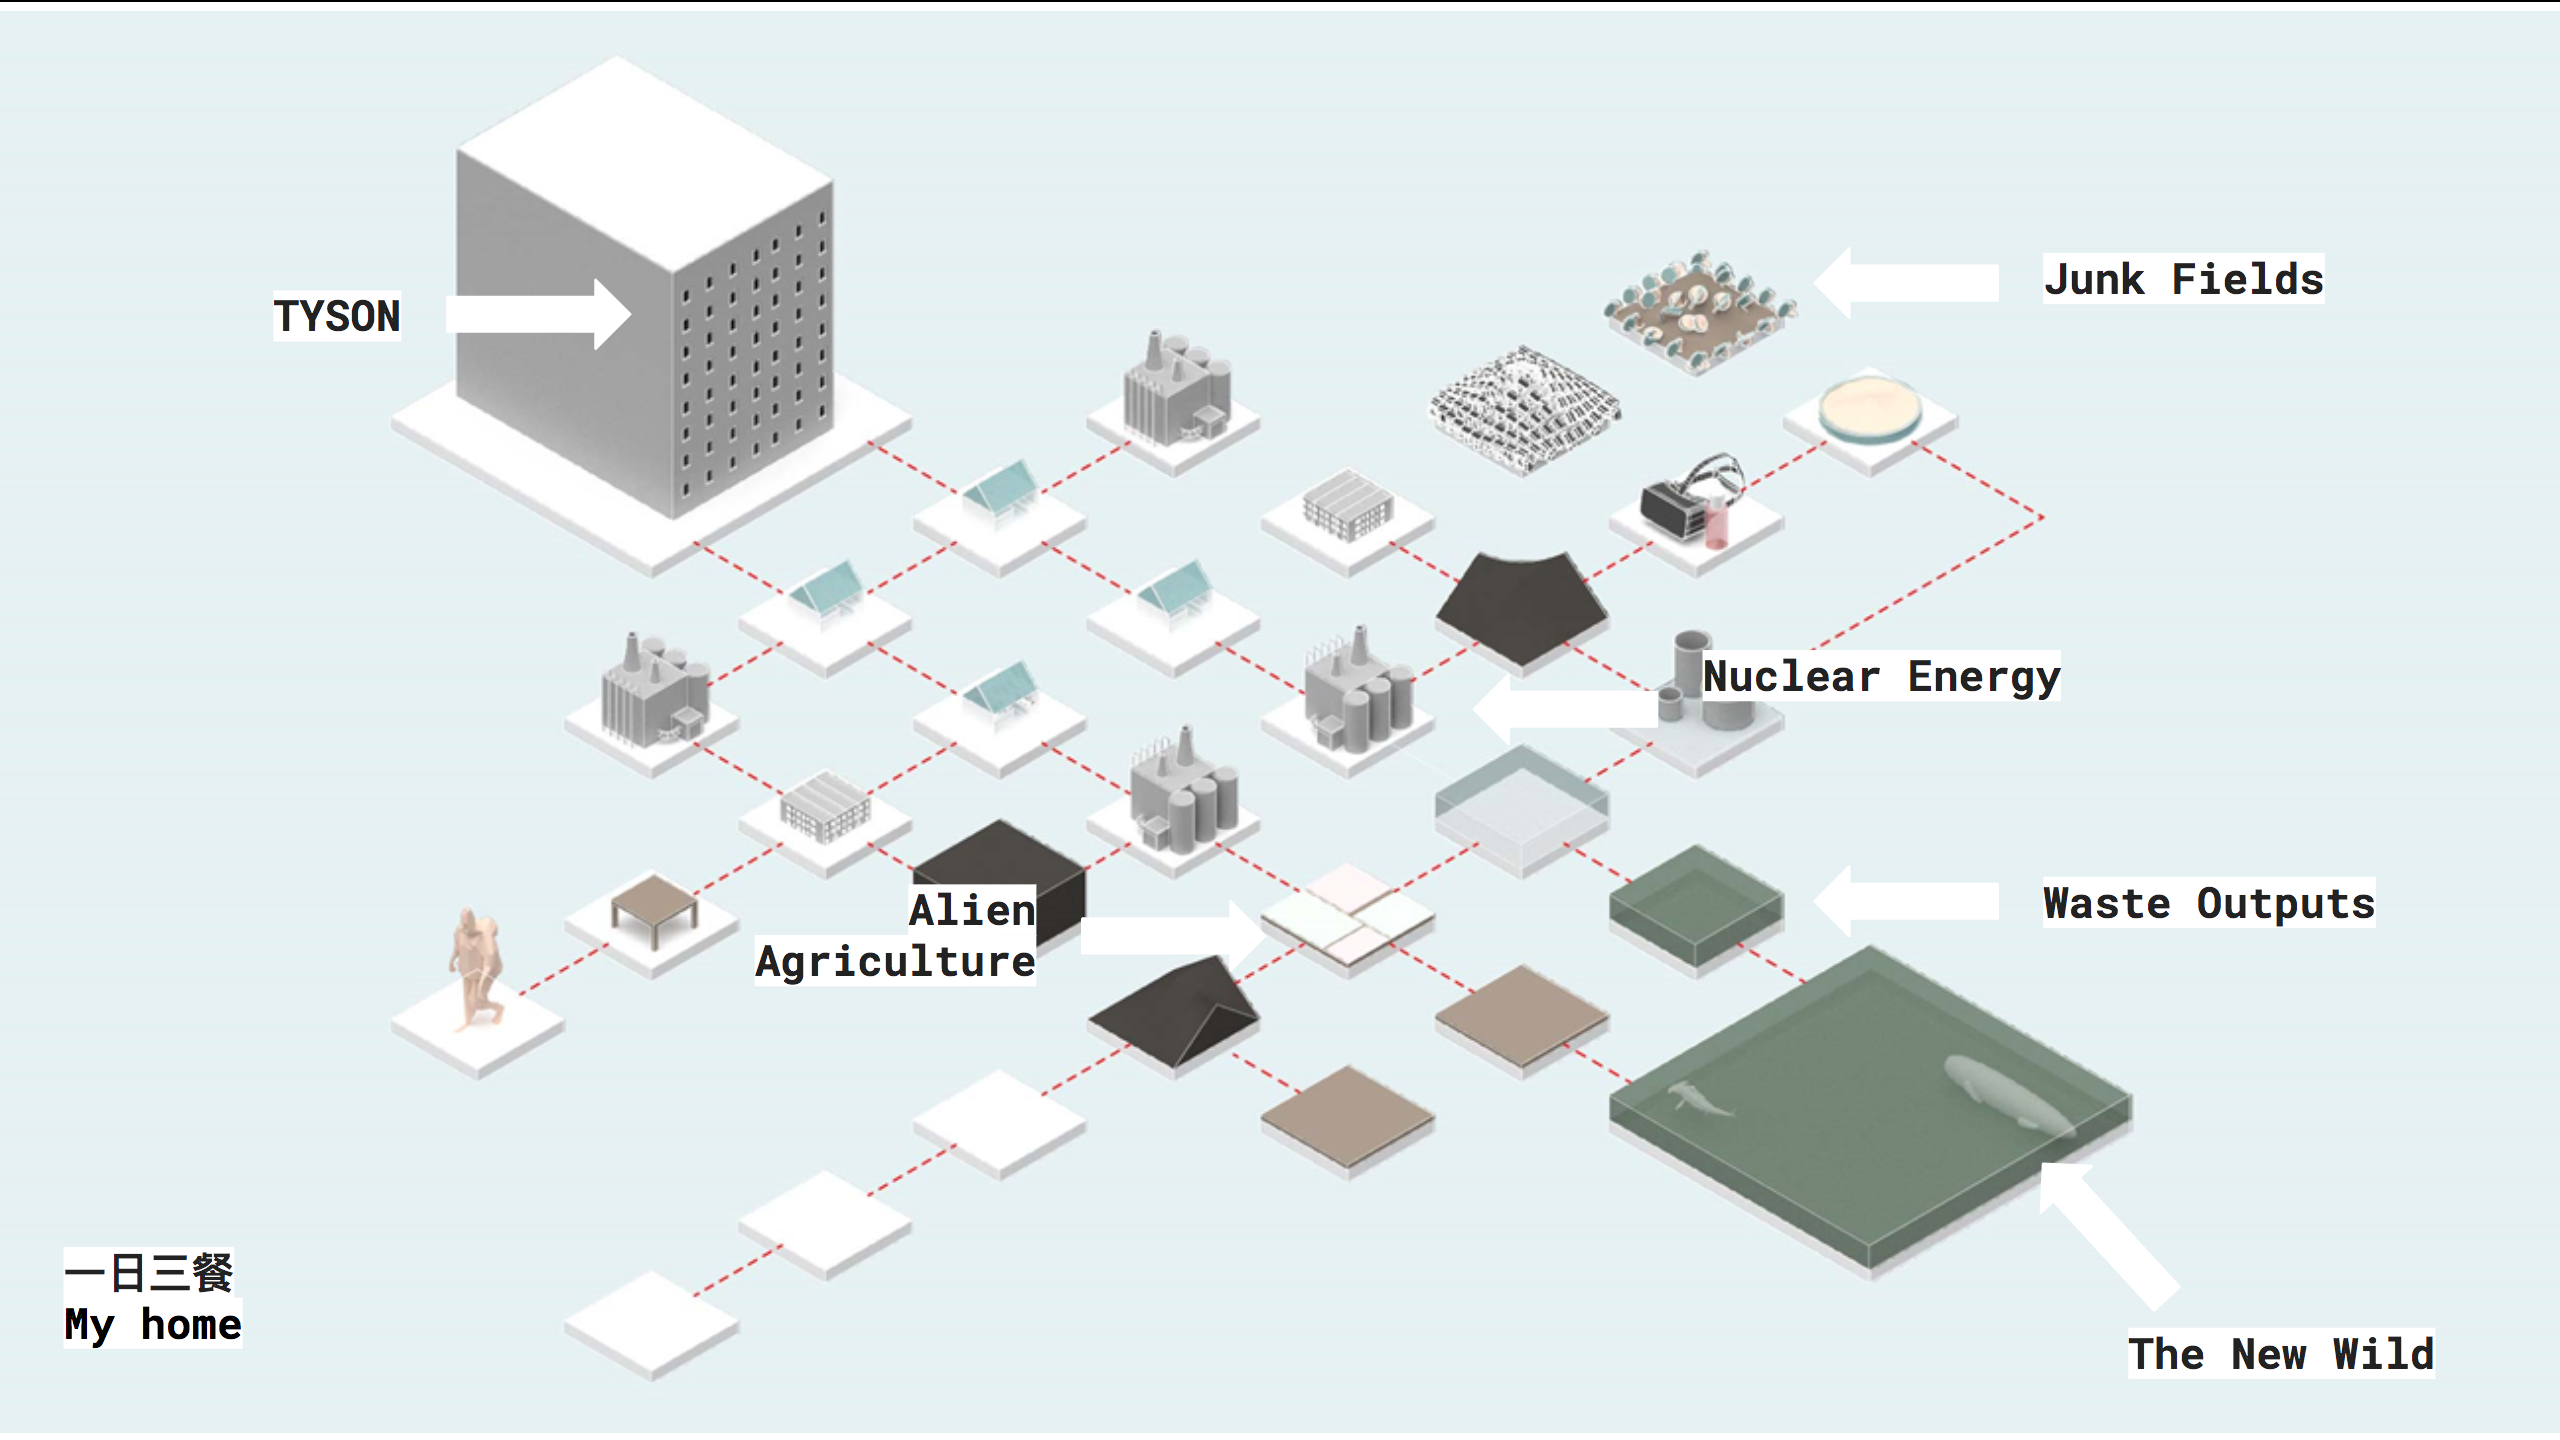 TYSON
Junk Fields
Nuclear Energy
Alien
Agriculture
Waste Outputs
一日三餐
My home
The New Wild